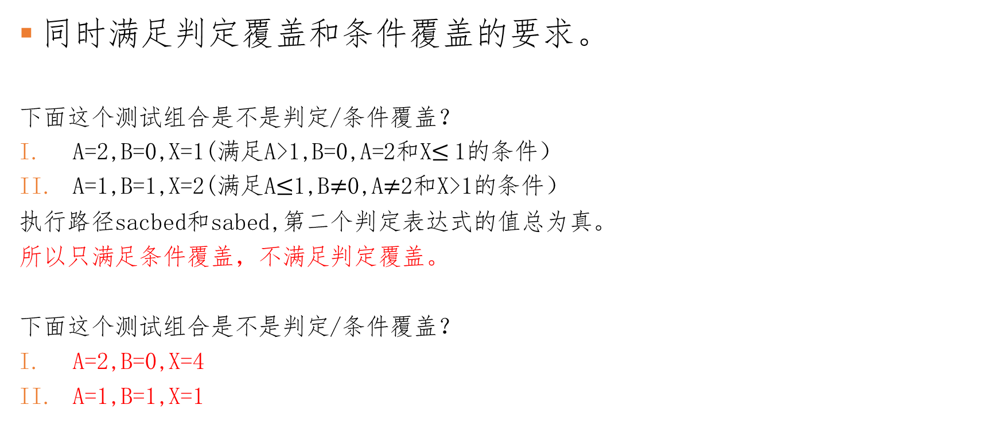 ▪ 同时满足判定覆盖和条件覆盖的要求。
下面这个测试组合是不是判定/条件覆盖?
I. A=2,B=0,X=1(满足A>1,B=0,A=2和X≤ 1的条件）
II. A=1,B=1,X=2(满足A≤1,B≠0,A≠2和X>1的条件）
执行路径sacbed和sabed,第二个判定表达式的值总为真。
所以只满足条件覆盖，不满足判定覆盖。
下面这个测试组合是不是判定/条件覆盖?
I. A=2,B=0,X=4
II. A=1,B=1,X=1